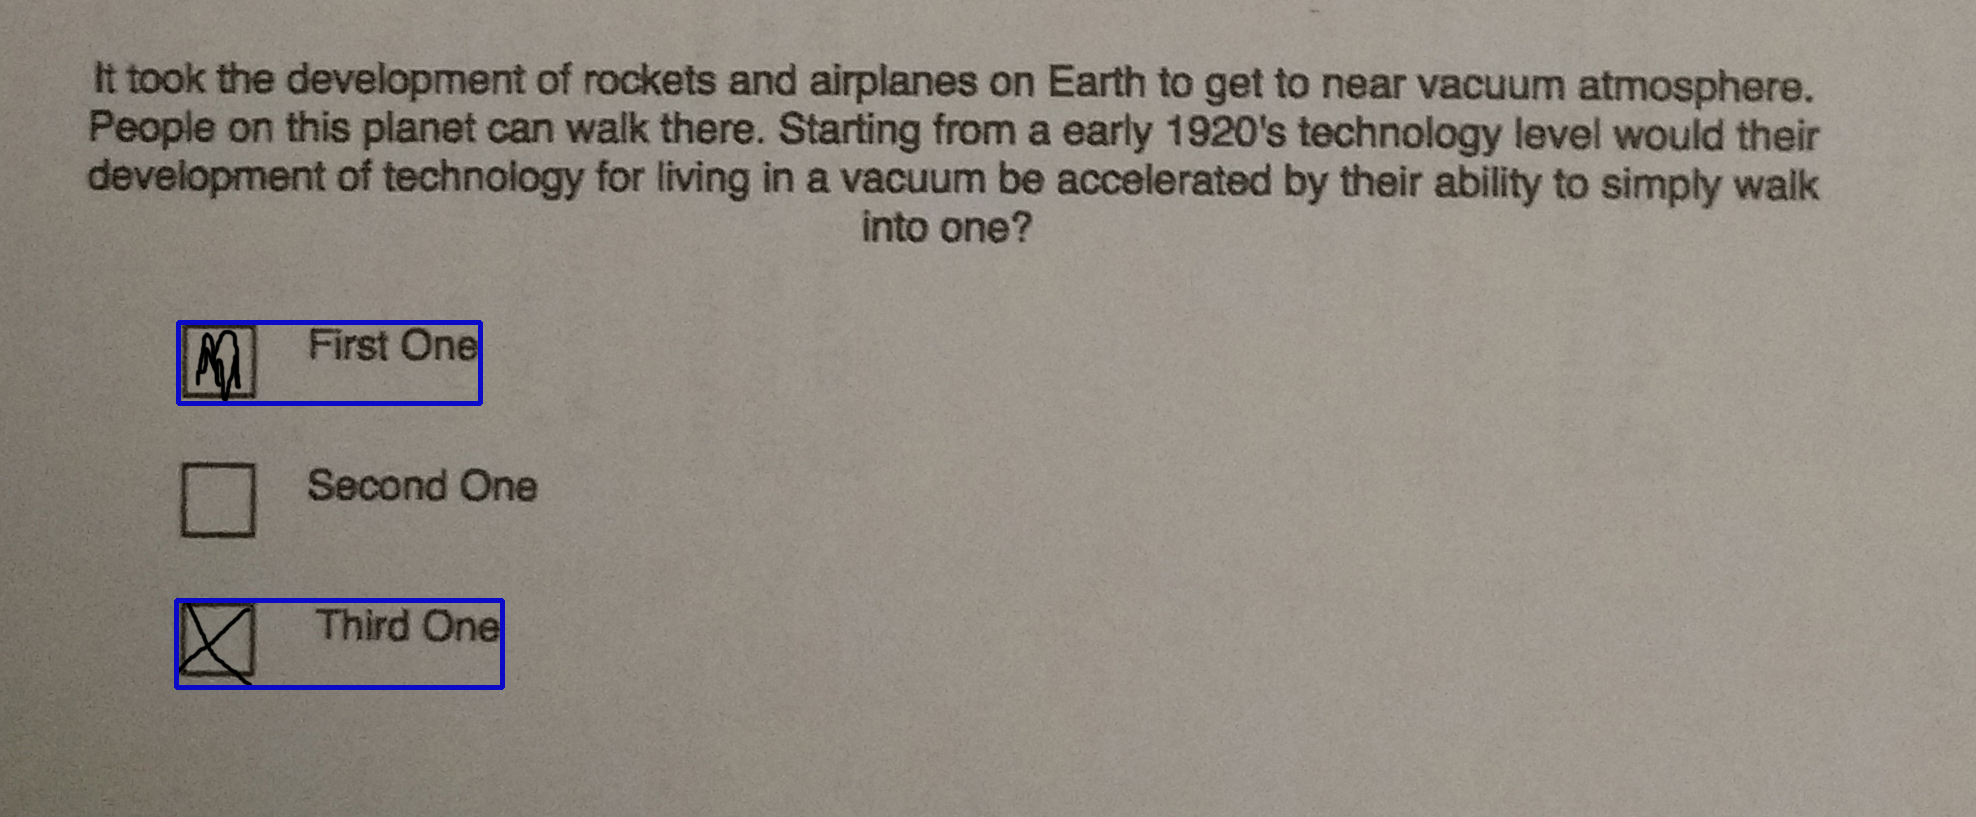 It took the development of rockets and airplanes on Earth to get to near vacuum atmosphere.
People on this planet can walk there. Starting from a early 1920's technology level would their
development of technology for living in a vacuum be accelerated by their ability to simply walk
into one?
First One
Second One
Third One